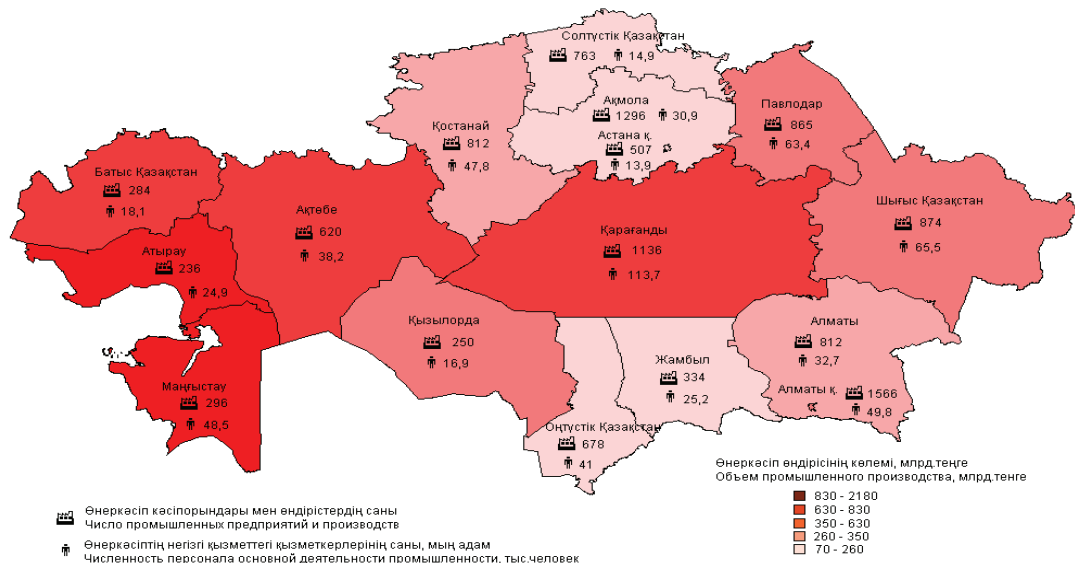 Солтүстік Қазақстан
763 14,9
Ақмола
1296 30,9
Астана қ.
507
13,9
Павлодар
865
63,4
Қостанай
812
47,8
Батыс Қазақстан
284
18,1
Ақтөбе
620
38,2
Шығыс Қазақстан
874
65,5
Қарағанды
1136
113,7
Атырау
236
24,9
Қызылорда
250
16,9
Алматы
812
32,7
Жамбыл
334
25,2
Алматы қ.
1566
49,8
Маңғыстау
296
48,5
Оңтүстік Қазақстан
678
41
Өнеркәсіп өндірісінің көлемі, млрд.теңге
Объем промышленного производства, млрд.тенге
830 - 2180
630 - 830
350 - 630
260 - 350
70 - 260
Өнеркәсіп кәсіпорындары мен өндірістердің саны
Число промышленных предприятий и производств
Өнеркәсіптің негізгі қызметтегі қызметкерлерінің саны, мың адам
Численность персонала основной деятельности промышленности, тыс.человек